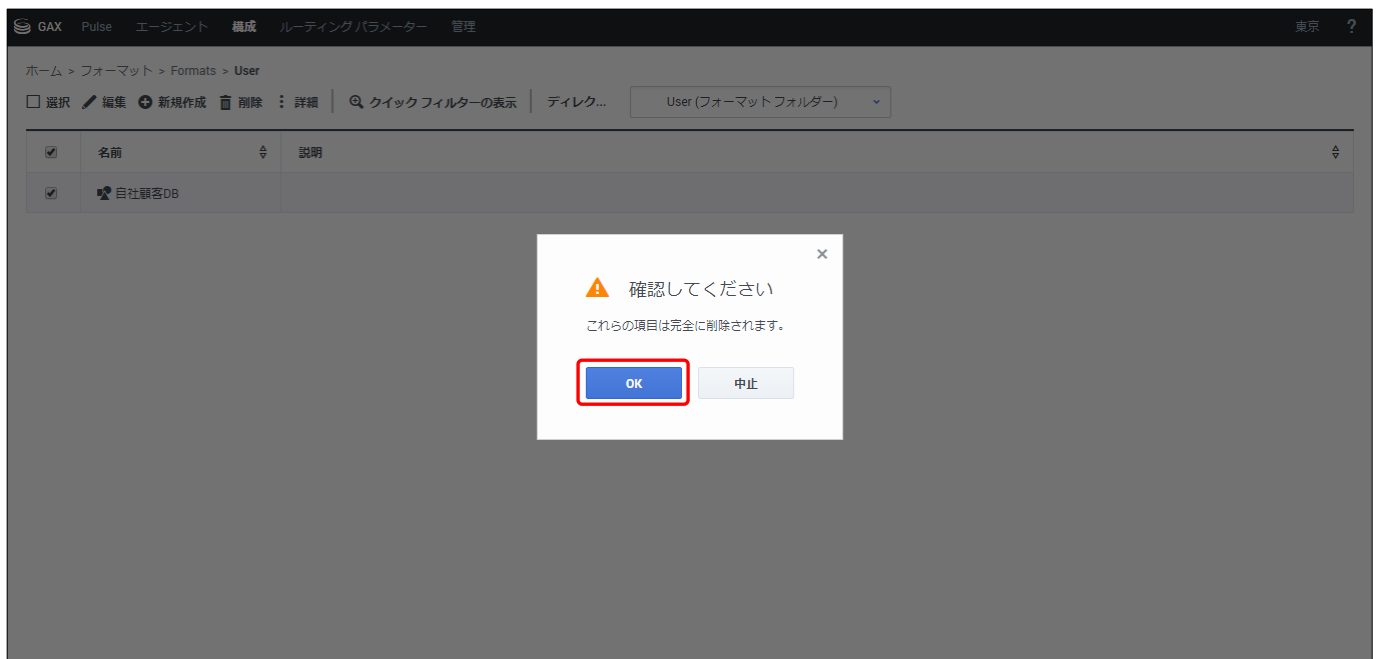 GAX Pulse エージェント 構成 ルーティング パラメーター 管理 東京 ?
ホーム > フォーマット > Formats > User
選択 編集 新規作成 削除 詳細 クイック フィルターの表示 ディレク... User (フォーマット フォルダー)
名前 説明
自社顧客DB
×
確認してください
これらの項目は完全に削除されます。
OK 中止